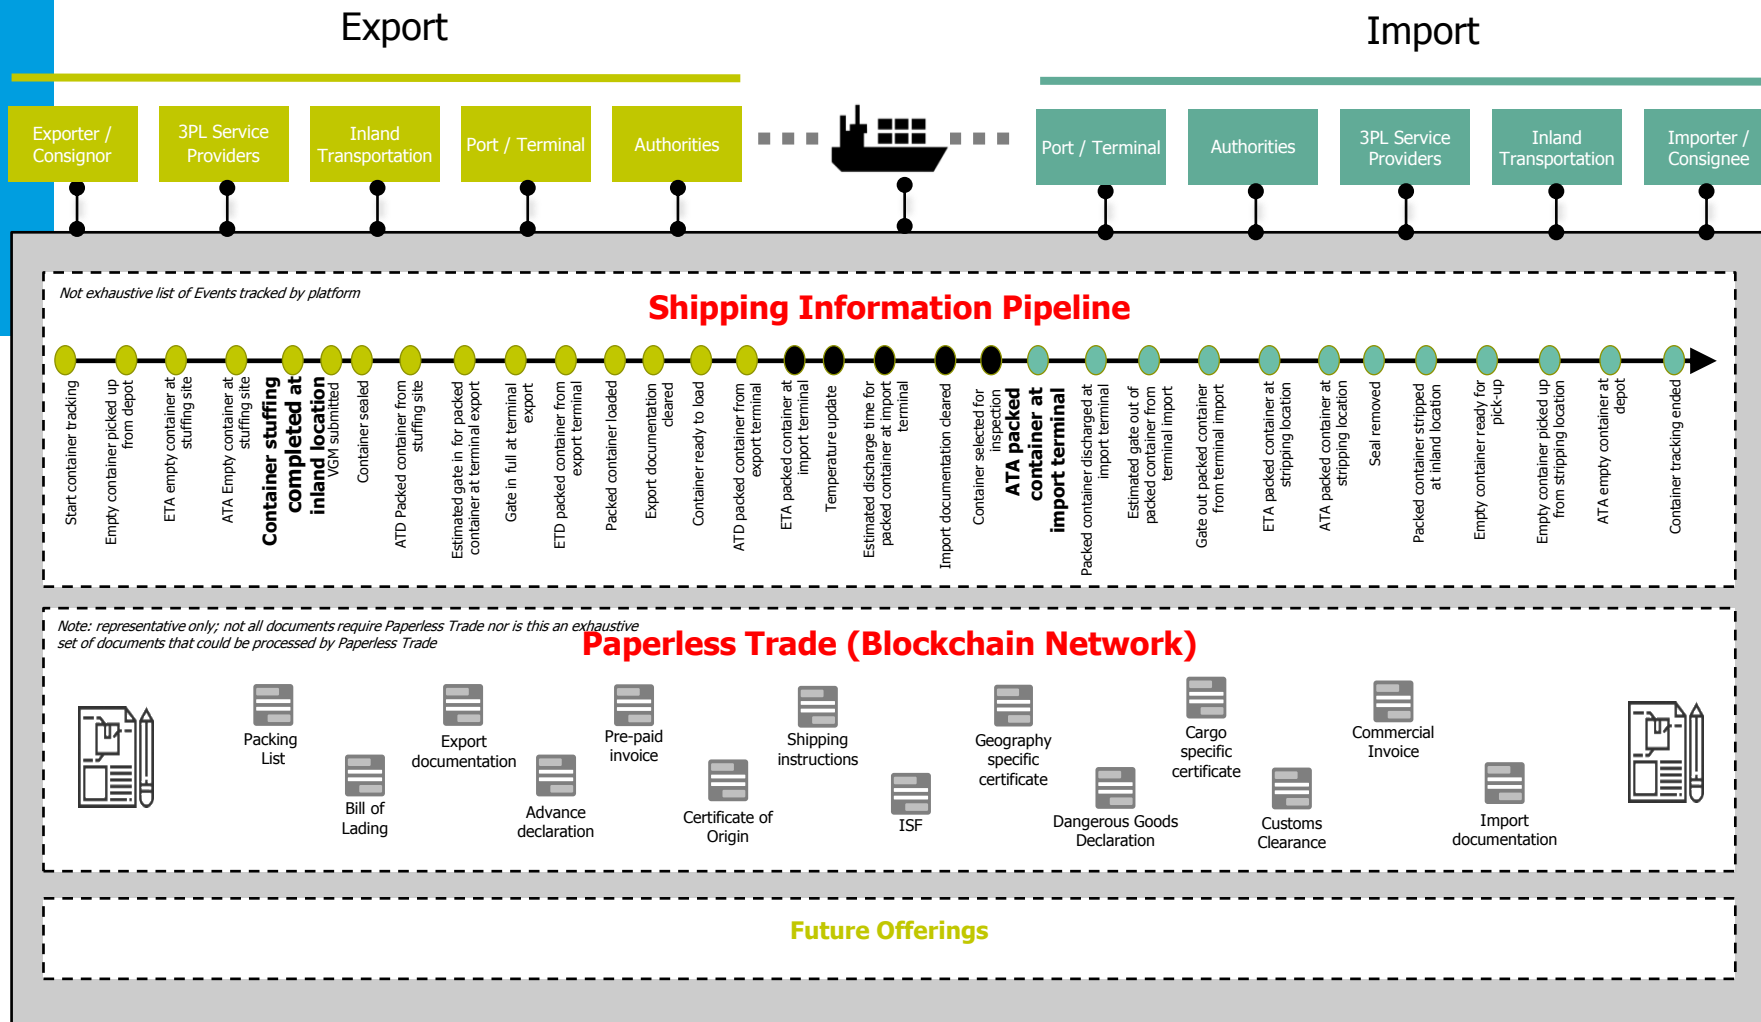 Export
Import
Exporter /
Consignor
3PL Service
Providers
Inland
Transportation
Port / Terminal
Authorities
Port / Terminal
Authorities
3PL Service
Providers
Inland
Transportation
Importer /
Consignee
Not exhaustive list of Events tracked by platform
Shipping Information Pipeline
Start container tracking
Empty container picked up
from depot
ETA empty container at
stuffing site
ATA Empty container at
stuffing site
Container stuffing
completed at
inland location
VGM submitted
Container sealed
ATD Packed container from
stuffing site
Estimated gate in for packed
container at terminal export
Gate in full at terminal
export
ETD packed container from
export terminal
Packed container loaded
Export documentation
cleared
Container ready to load
ATD packed container from
export terminal
ETA packed container at
import terminal
Temperature update
Estimated discharge time for
packed container at import
terminal
Import documentation cleared
Container selected for
inspection
ATA packed
container at
import terminal
Packed container discharged at
import terminal
Estimated gate out of
packed container from
terminal import
Gate out packed container
from terminal import
ETA packed container at
stripping location
ATA packed container at
stripping location
Seal removed
Packed container stripped
at inland location
Empty container ready for
pick-up
Empty container picked up
from stripping location
ATA empty container at
depot
Container tracking ended
Note: representative only; not all documents require Paperless Trade nor is this an exhaustive
set of documents that could be processed by Paperless Trade
Paperless Trade (Blockchain Network)
Packing
List
Bill of
Lading
Export
documentation
Advance
declaration
Pre-paid
invoice
Certificate of
Origin
Shipping
instructions
ISF
Geography
specific
certificate
Dangerous Goods
Declaration
Cargo
specific
certificate
Customs
Clearance
Commercial
Invoice
Import
documentation
Future Offerings